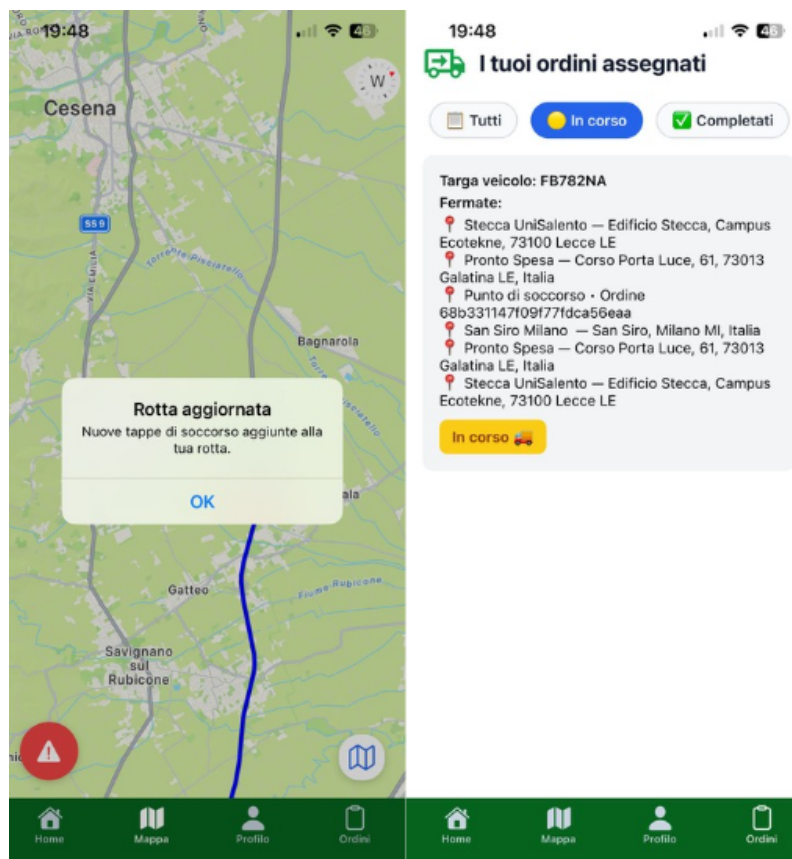 19:48
46
W
Cesena
SS 9
VIA EMILIA
Torrente Pisciatello
Bagnarola
Rotta aggiornata
Nuove tappe di soccorso aggiunte alla
tua rotta.
OK
Gatteo
Fiume Rubicone
Savignano
sul
Rubicone
Home
Mappa
Profilo
Ordini
19:48
46
I tuoi ordini assegnati
Tutti
In corso
Completati
Targa veicolo: FB782NA
Fermate:
Stecca UniSalento — Edificio Stecca, Campus
Ecotekne, 73100 Lecce LE
Pronto Spesa — Corso Porta Luce, 61, 73013
Galatina LE, Italia
Punto di soccorso • Ordine
68b331147f09f77fdca56eaa
San Siro Milano — San Siro, Milano MI, Italia
Pronto Spesa — Corso Porta Luce, 61, 73013
Galatina LE, Italia
Stecca UniSalento — Edificio Stecca, Campus
Ecotekne, 73100 Lecce LE
In corso
Home
Mappa
Profilo
Ordini